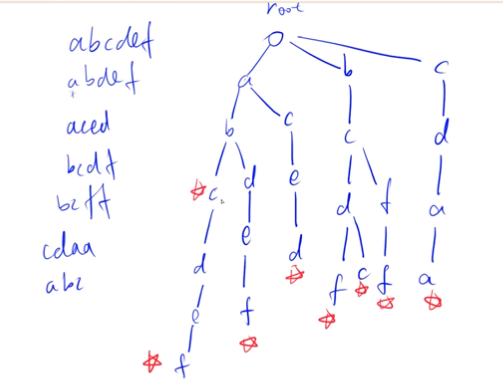 root
abcdef
abdef
aced
bcdf
bcff
cdaa
abc
a b c
b c c d
c d e f a
d e d d c f a
e f f
f